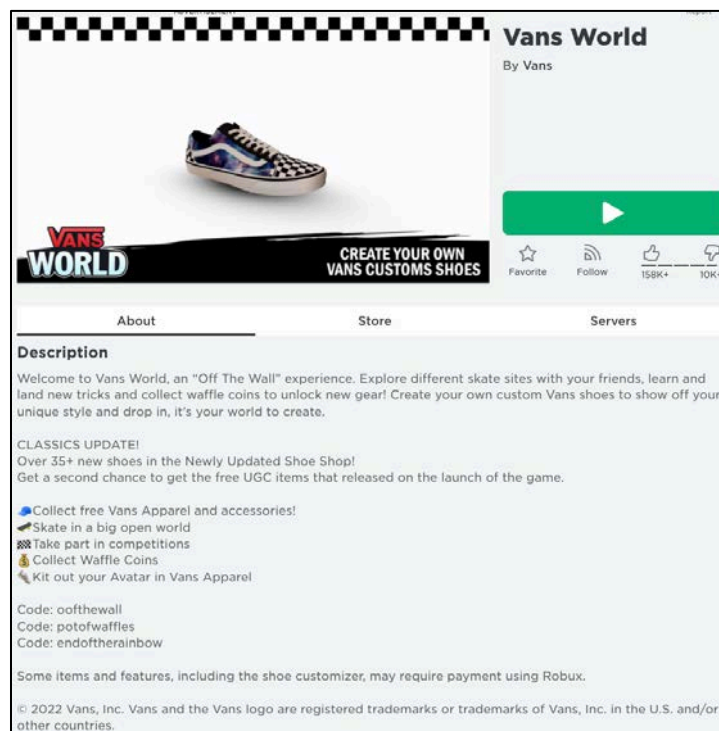 Vans World
By Vans
VANS
WORLD
CREATE YOUR OWN
VANS CUSTOMS SHOES
Favorite
Follow
158K+
10K+
About
Store
Servers
Description
Welcome to Vans World, an “Off The Wall” experience. Explore different skate sites with your friends, learn and
land new tricks and collect waffle coins to unlock new gear! Create your own custom Vans shoes to show off your
unique style and drop in, it's your world to create.
CLASSICS UPDATE!
Over 35+ new shoes in the Newly Updated Shoe Shop!
Get a second chance to get the free UGC items that released on the launch of the game.
🧢Collect free Vans Apparel and accessories!
🛹Skate in a big open world
🏁Take part in competitions
💰Collect Waffle Coins
👟Kit out your Avatar in Vans Apparel
Code: oofthewall
Code: potofwaffles
Code: endoftherainbow
Some items and features, including the shoe customizer, may require payment using Robux.
© 2022 Vans, Inc. Vans and the Vans logo are registered trademarks or trademarks of Vans, Inc. in the U.S. and/or
other countries.